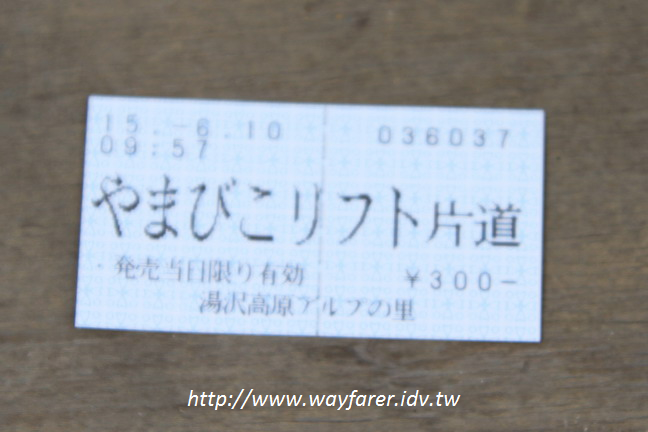 15.-6.10 036037
09:57
やまびこリフト片道
発売当日限り有効 ¥300-
湯沢高原アルプの里
http://www.wayfarer.idv.tw